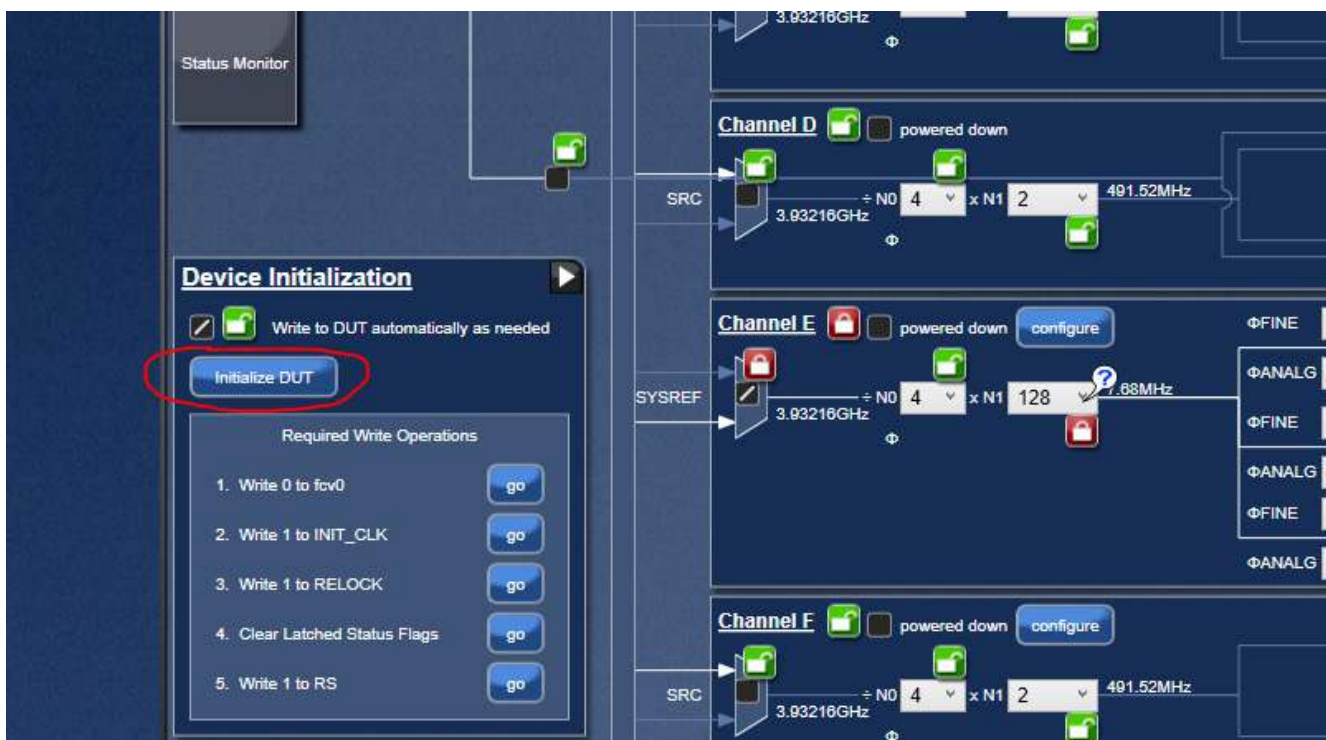 3.93216GHz
Φ
Status Monitor
Channel D powered down
SRC
÷ N0 4 x N1 2 491.52MHz
3.93216GHz
Φ
Device Initialization
Write to DUT automatically as needed
Initialize DUT
Required Write Operations
1. Write 0 to fcv0 go
2. Write 1 to INIT_CLK go
3. Write 1 to RELOCK go
4. Clear Latched Status Flags go
5. Write 1 to RS go
Channel E powered down configure
SYSREF
÷ N0 4 x N1 128 ? 7.68MHz
3.93216GHz
Φ
ΦFINE
ΦANALG
ΦFINE
ΦANALG
ΦFINE
ΦANALG
Channel F powered down configure
SRC
÷ N0 4 x N1 2 491.52MHz
3.93216GHz
Φ